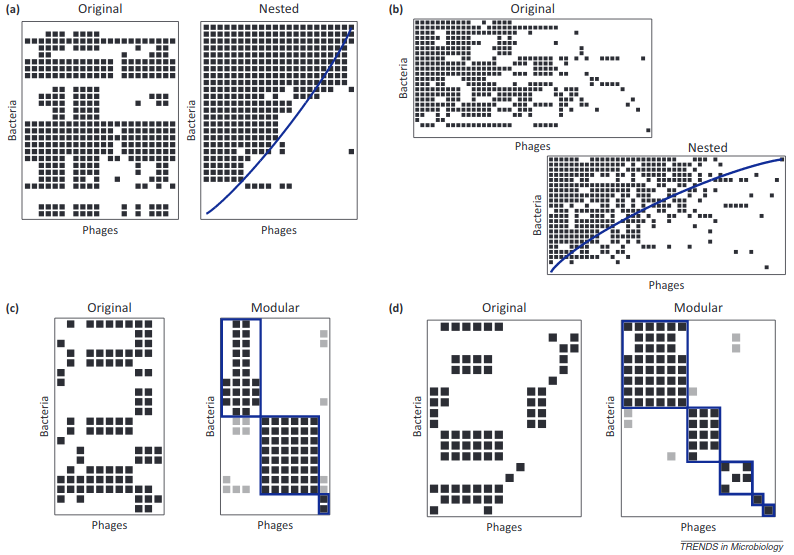 (a)
Original
Nested
Bacteria
Bacteria
Phages
Phages
(b)
Original
Bacteria
Phages
Nested
Bacteria
Phages
(c)
Original
Modular
Bacteria
Bacteria
Phages
Phages
(d)
Original
Modular
Bacteria
Bacteria
Phages
Phages
TRENDS in Microbiology